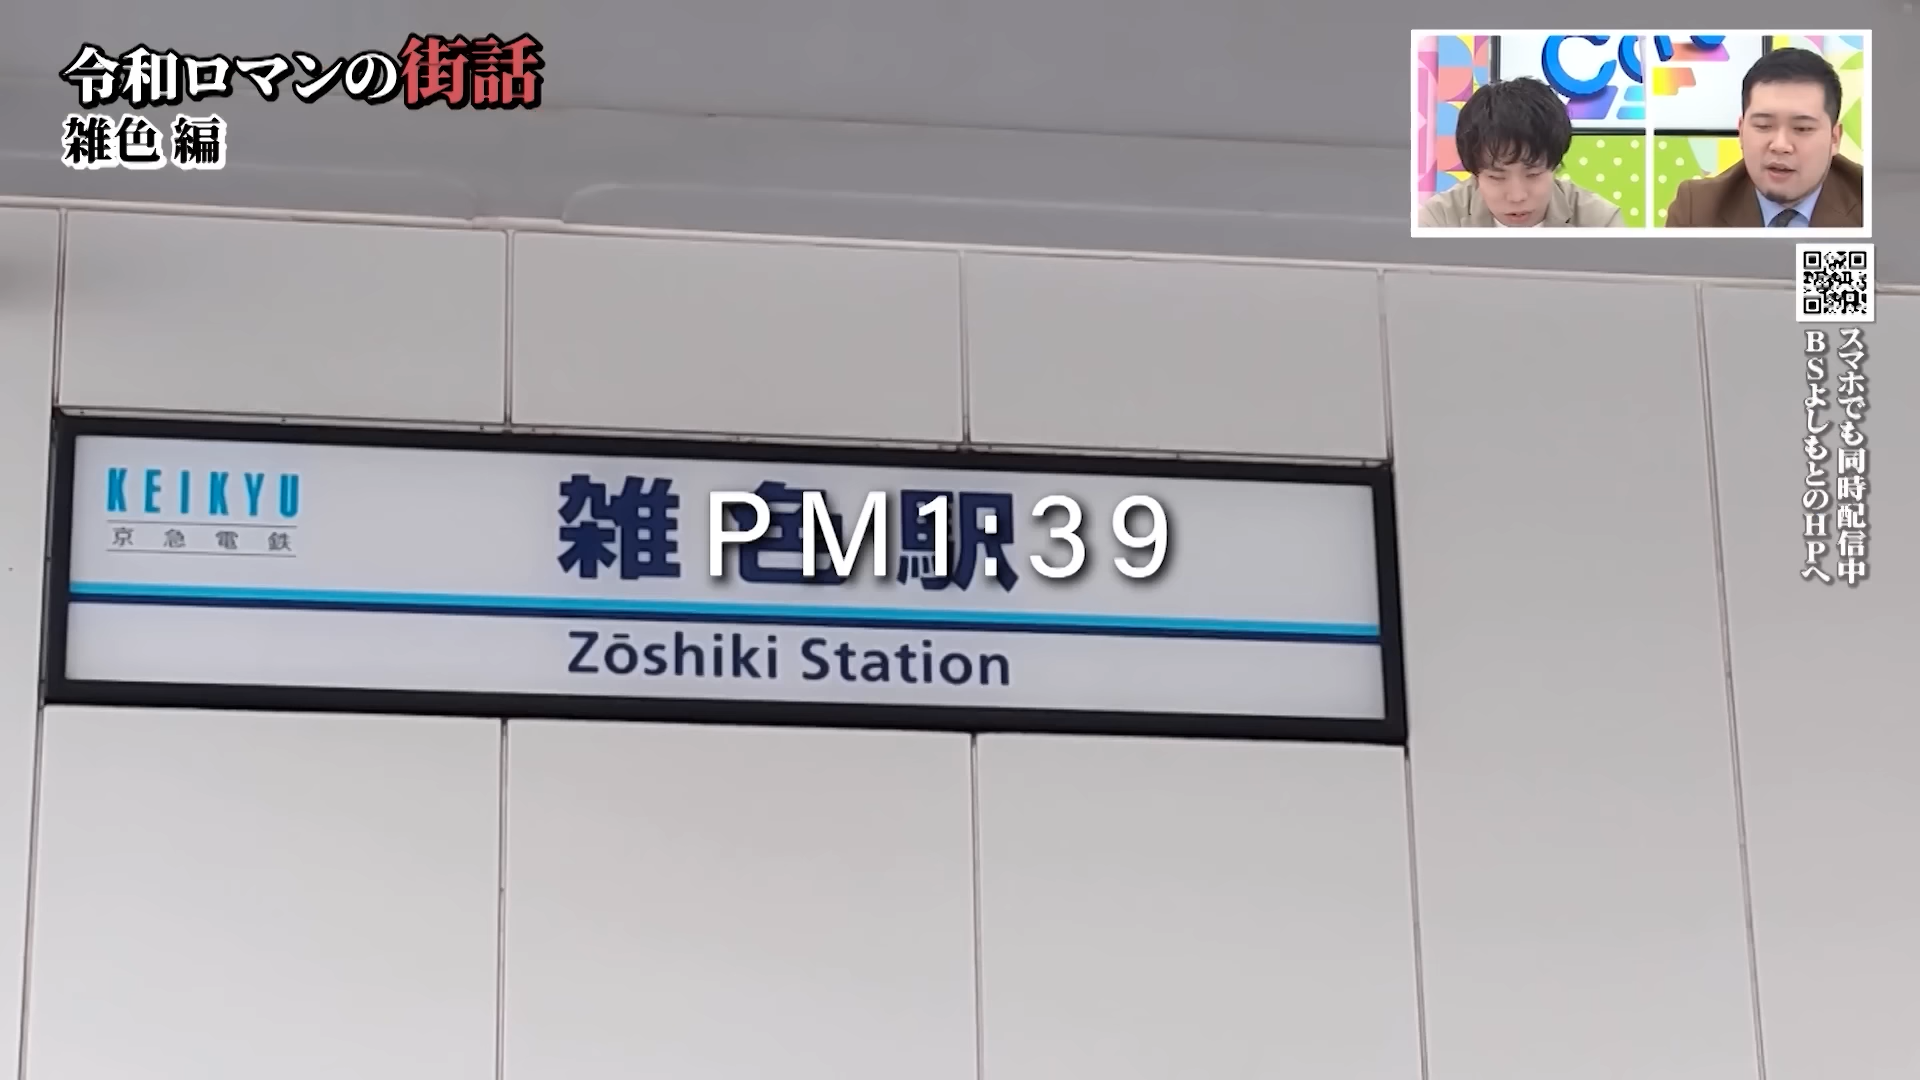 令和ロマンの街話
雑色 編
スマホでも同時配信中
BSよしもとのHPへ
KEIKYU
京急電鉄
雑色駅
PM1:39
Zōshiki Station